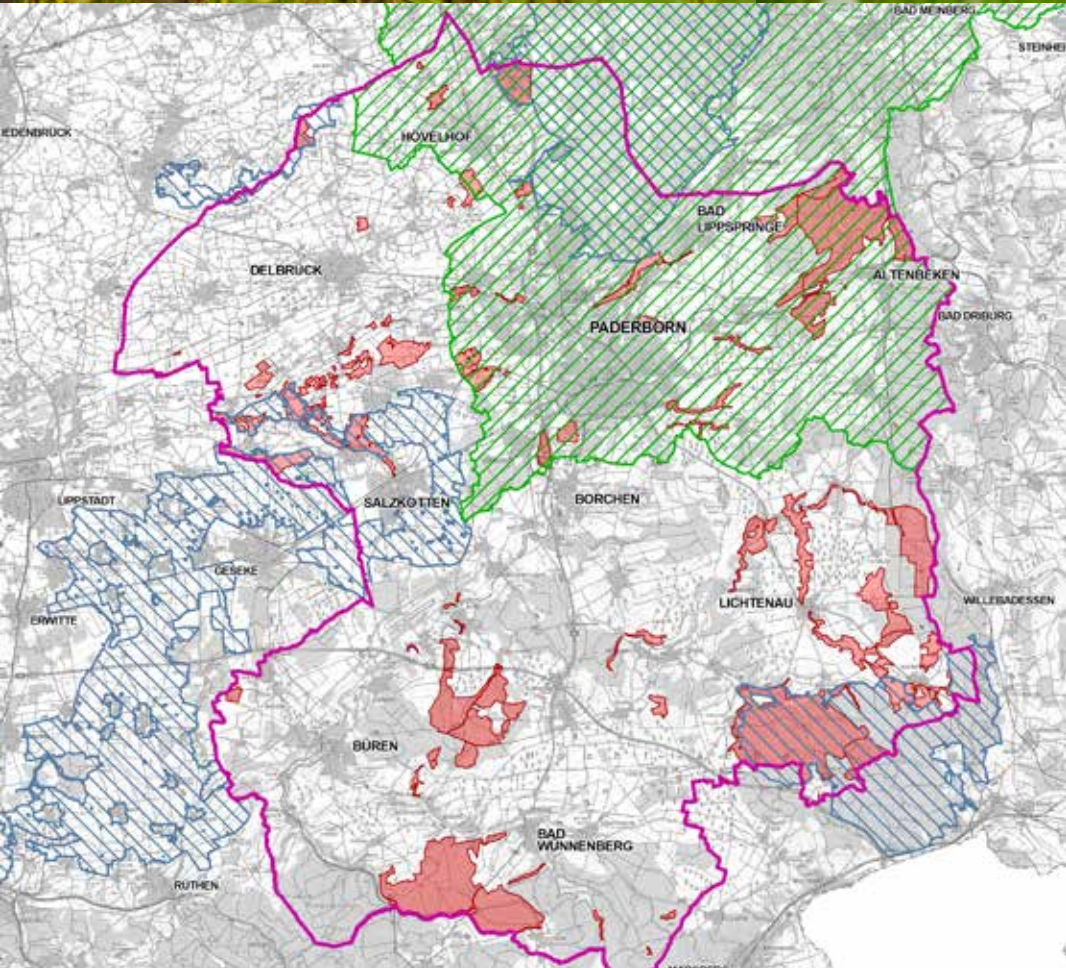 BAD MEINBERG
STEINHEI
IEDENBRÜCK
HÖVELHOF
BAD
LIPPSPRINGE
DELBRÜCK
ALTENBEKEN
BAD DRIBURG
PADERBORN
LIPPSTADT
SALZKOTTEN
BORCHEN
GESEKE
LICHTENAU
WILLEBADESSEN
ERWITTE
BÜREN
BAD
WÜNNENBERG
RÜTHEN